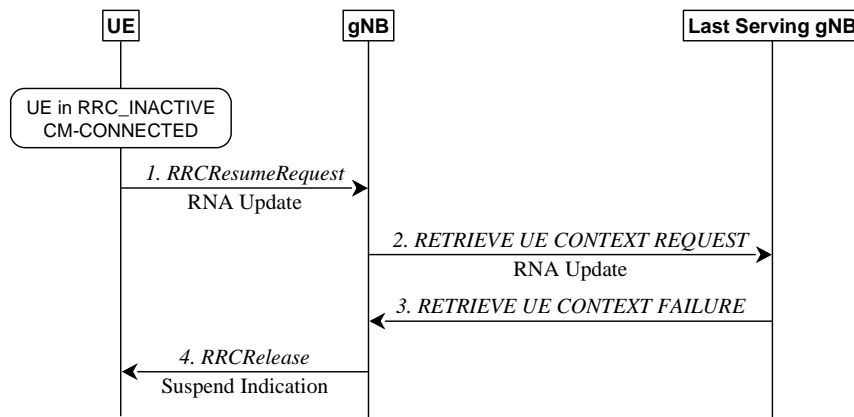 UE
gNB
Last Serving gNB
UE in RRC_INACTIVE
CM-CONNECTED
1. RRCResumeRequest
RNA Update
2. RETRIEVE UE CONTEXT REQUEST
RNA Update
3. RETRIEVE UE CONTEXT FAILURE
4. RRCRelease
Suspend Indication